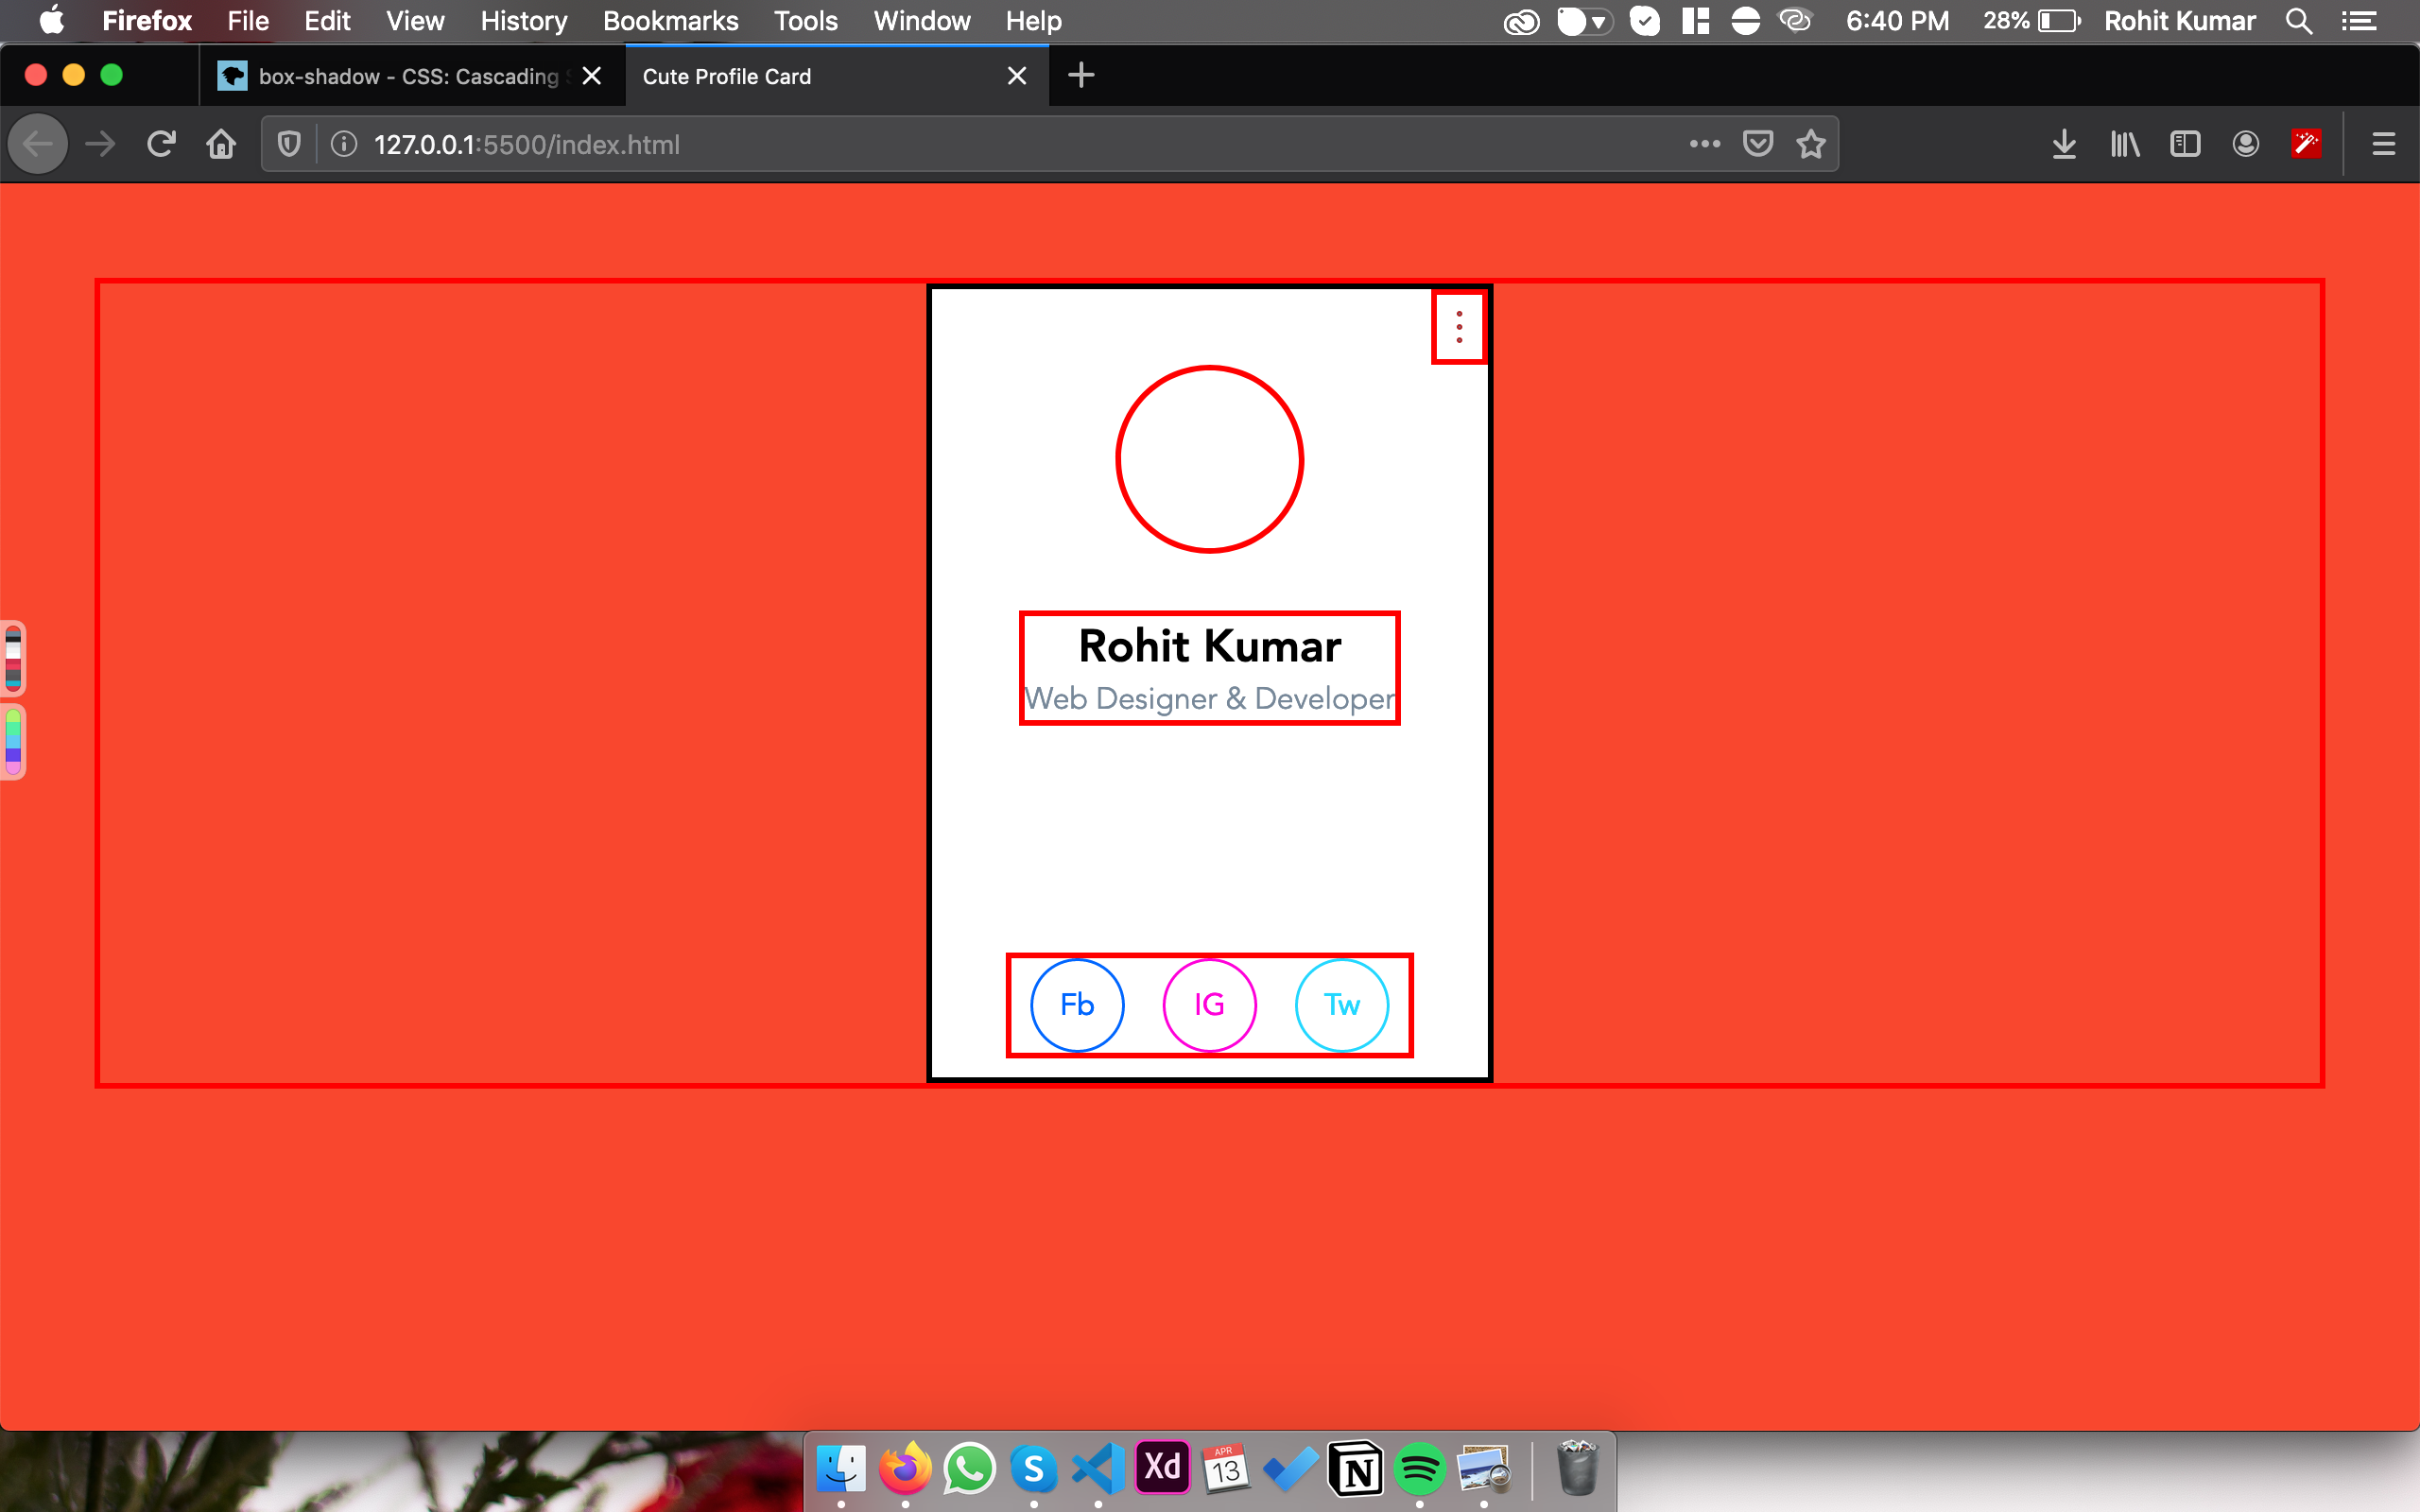 Firefox File Edit View History Bookmarks Tools Window Help 6:40 PM 28% Rohit Kumar
box-shadow - CSS: Cascading Cute Profile Card
127.0.0.1:5500/index.html
Rohit Kumar
Web Designer & Developer
Fb IG Tw
S Xd APR 13 N